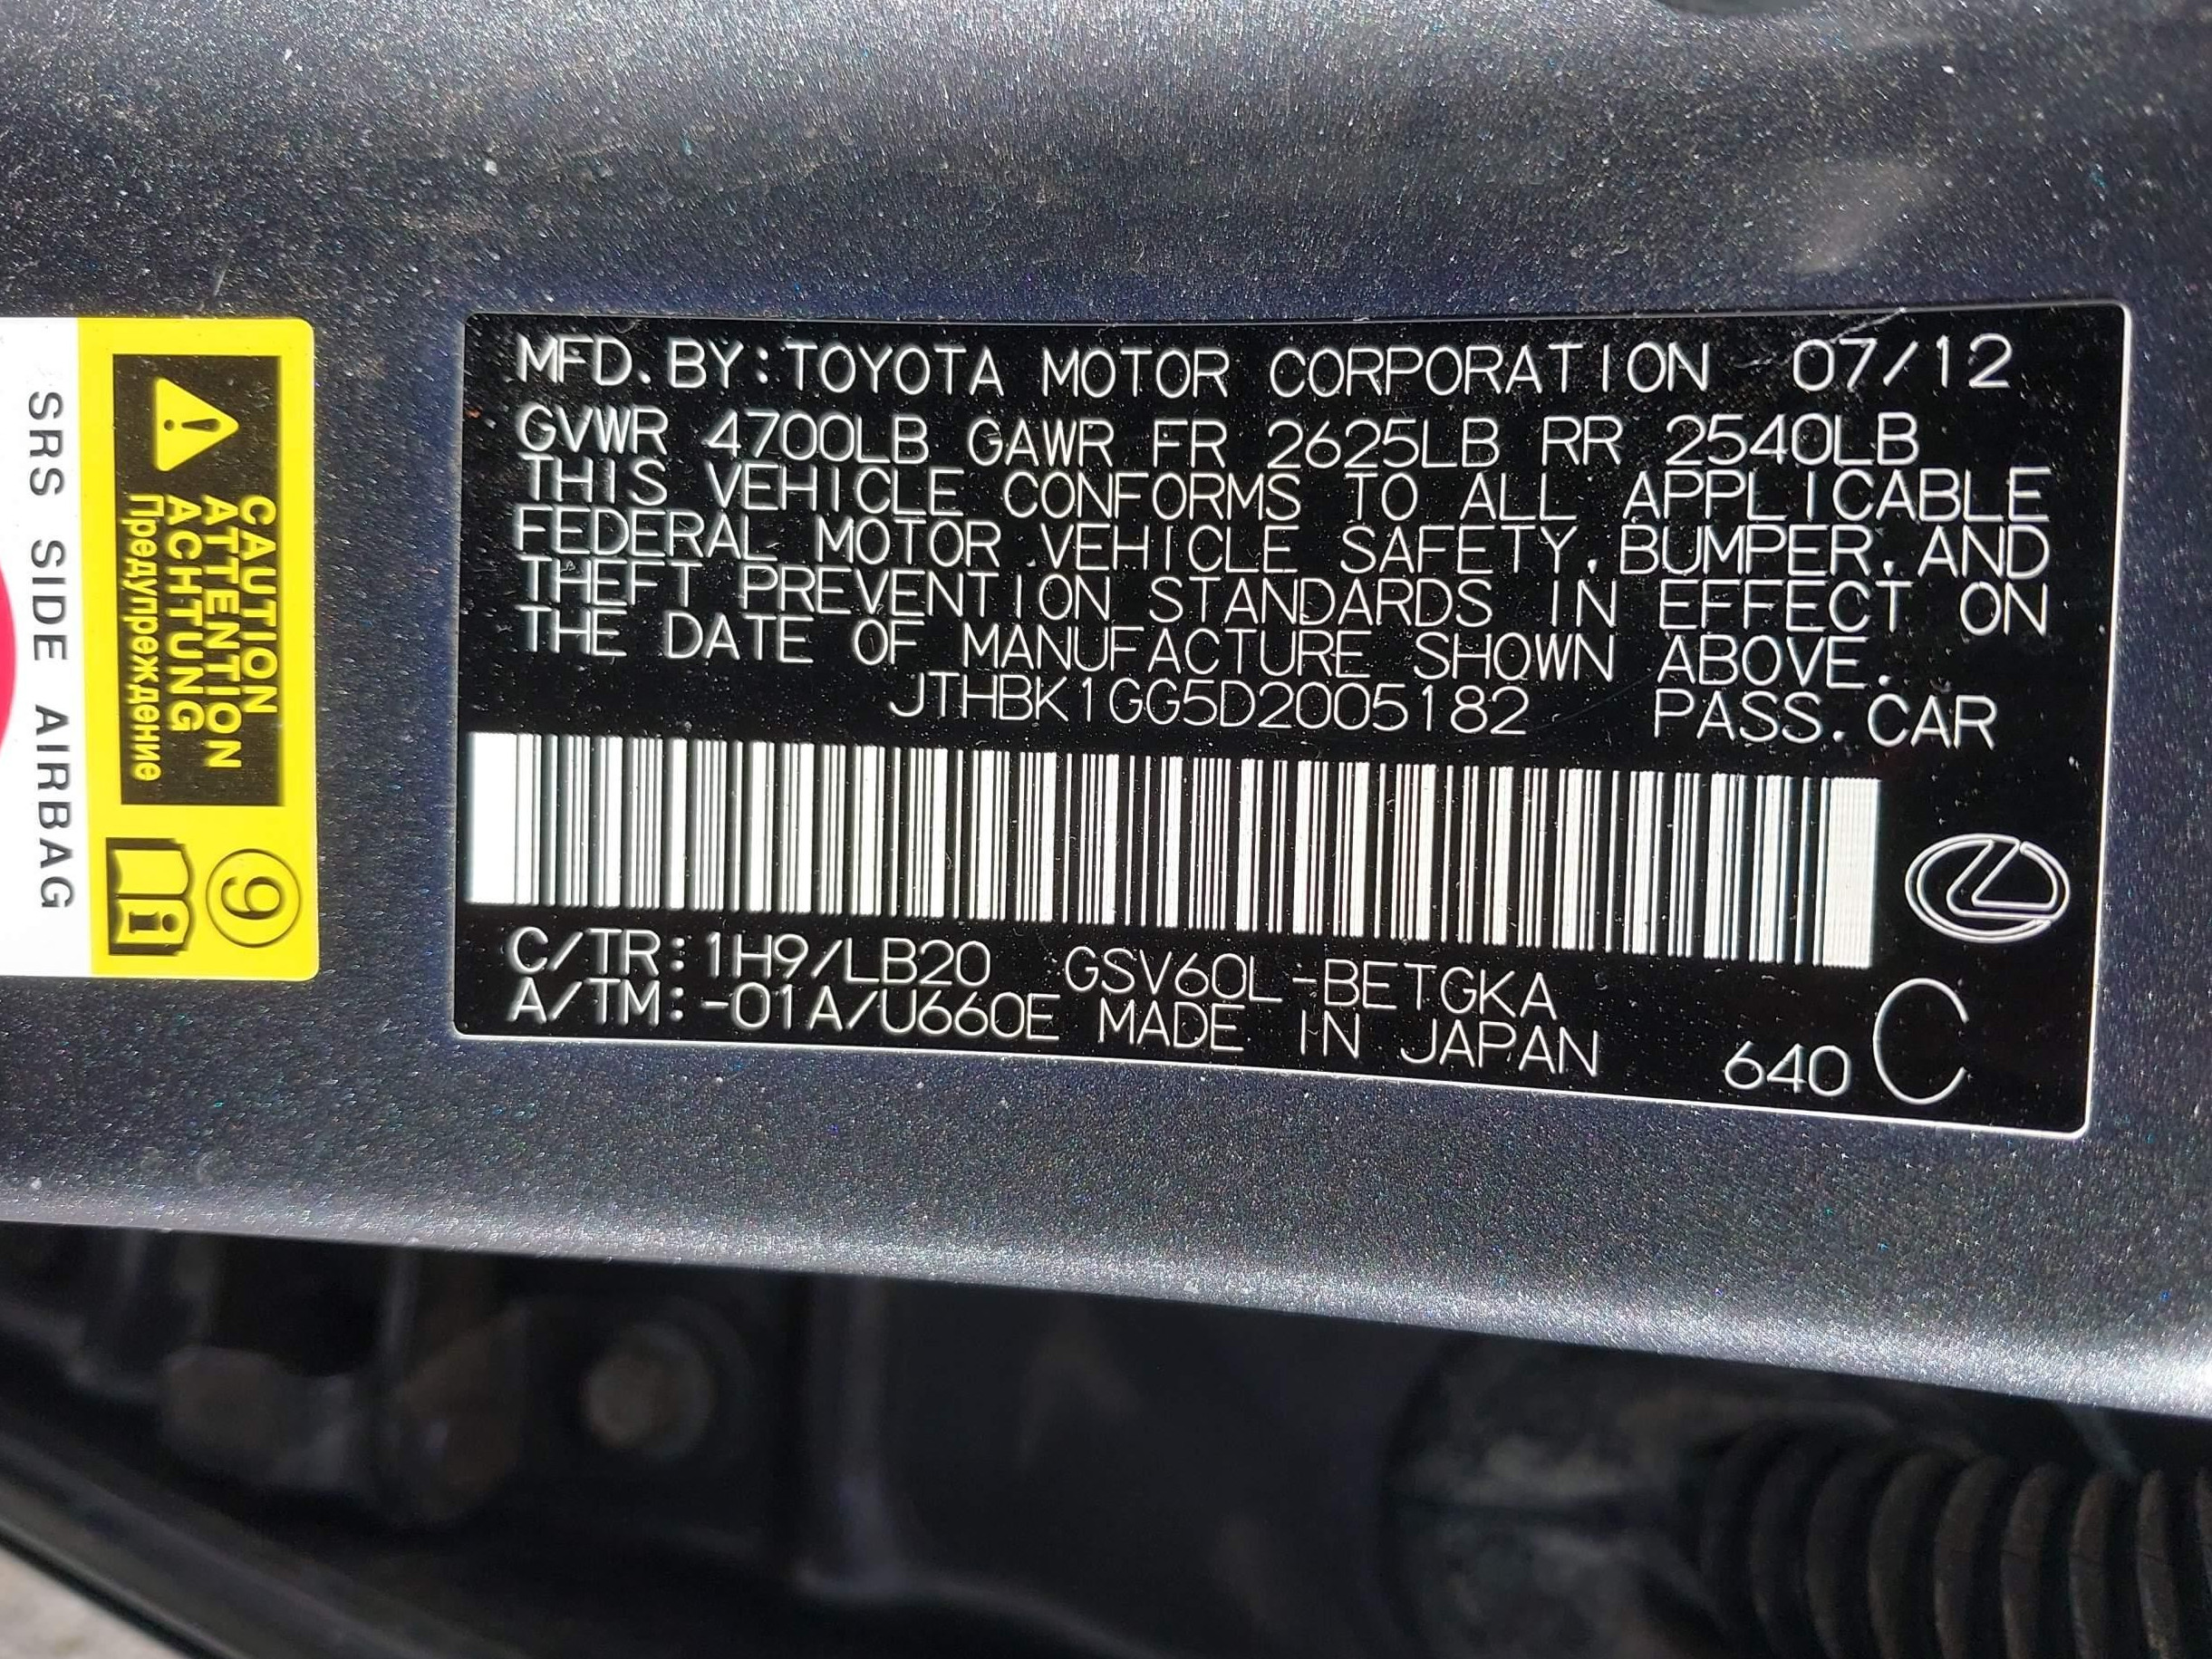 MFD. BY: TOYOTA MOTOR CORPORATION 07/12
GVWR 4700LB GAWR FR 2625LB RR 2540LB
THIS VEHICLE CONFORMS TO ALL APPLICABLE
FEDERAL MOTOR VEHICLE SAFETY, BUMPER, AND
THEFT PREVENTION STANDARDS IN EFFECT ON
THE DATE OF MANUFACTURE SHOWN ABOVE.
JTHBK1GG5D2005182 PASS. CAR
C/TR: 1H9/LB20 GSV60L-BETGKA
A/TM: -01A/U660E MADE IN JAPAN 640 C
CAUTION
ATTENTION
ACHTUNG
Предупреждение
9
SRS SIDE AIRBAG